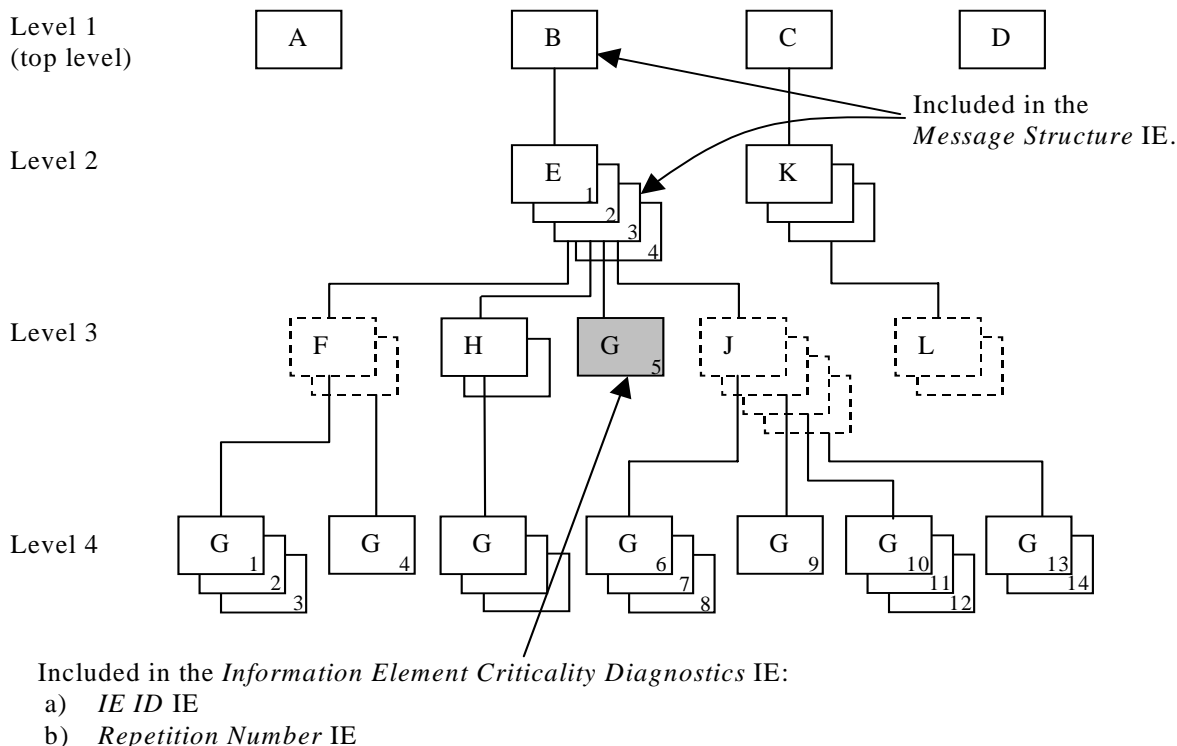 Level 1
(top level)
A
B
C
D
Included in the
Message Structure IE.
Level 2
E
1
2
3
4
K
Level 3
F
H
G
5
J
L
Level 4
G
1
2
3
G
4
G
G
6
7
8
G
9
G
10
11
12
G
13
14
Included in the Information Element Criticality Diagnostics IE:
a) IE ID IE
b) Repetition Number IE